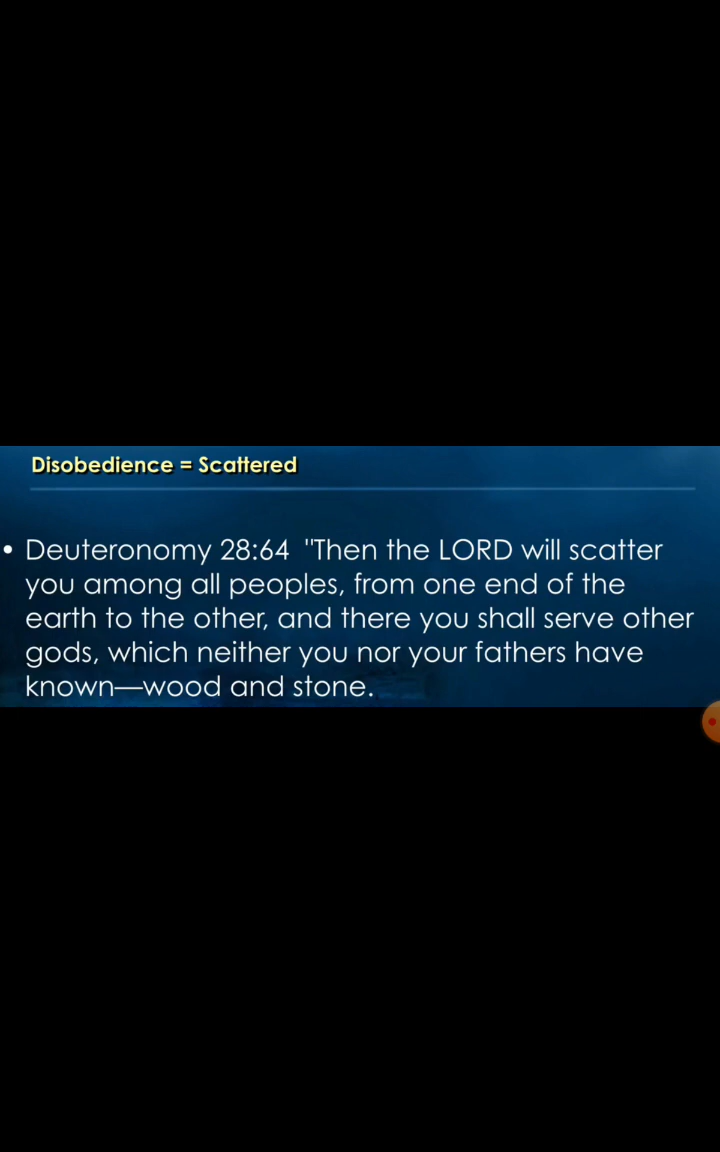 Disobedience = Scattered
• Deuteronomy 28:64  "Then the LORD will scatter
you among all peoples, from one end of the
earth to the other, and there you shall serve other
gods, which neither you nor your fathers have
known—wood and stone.